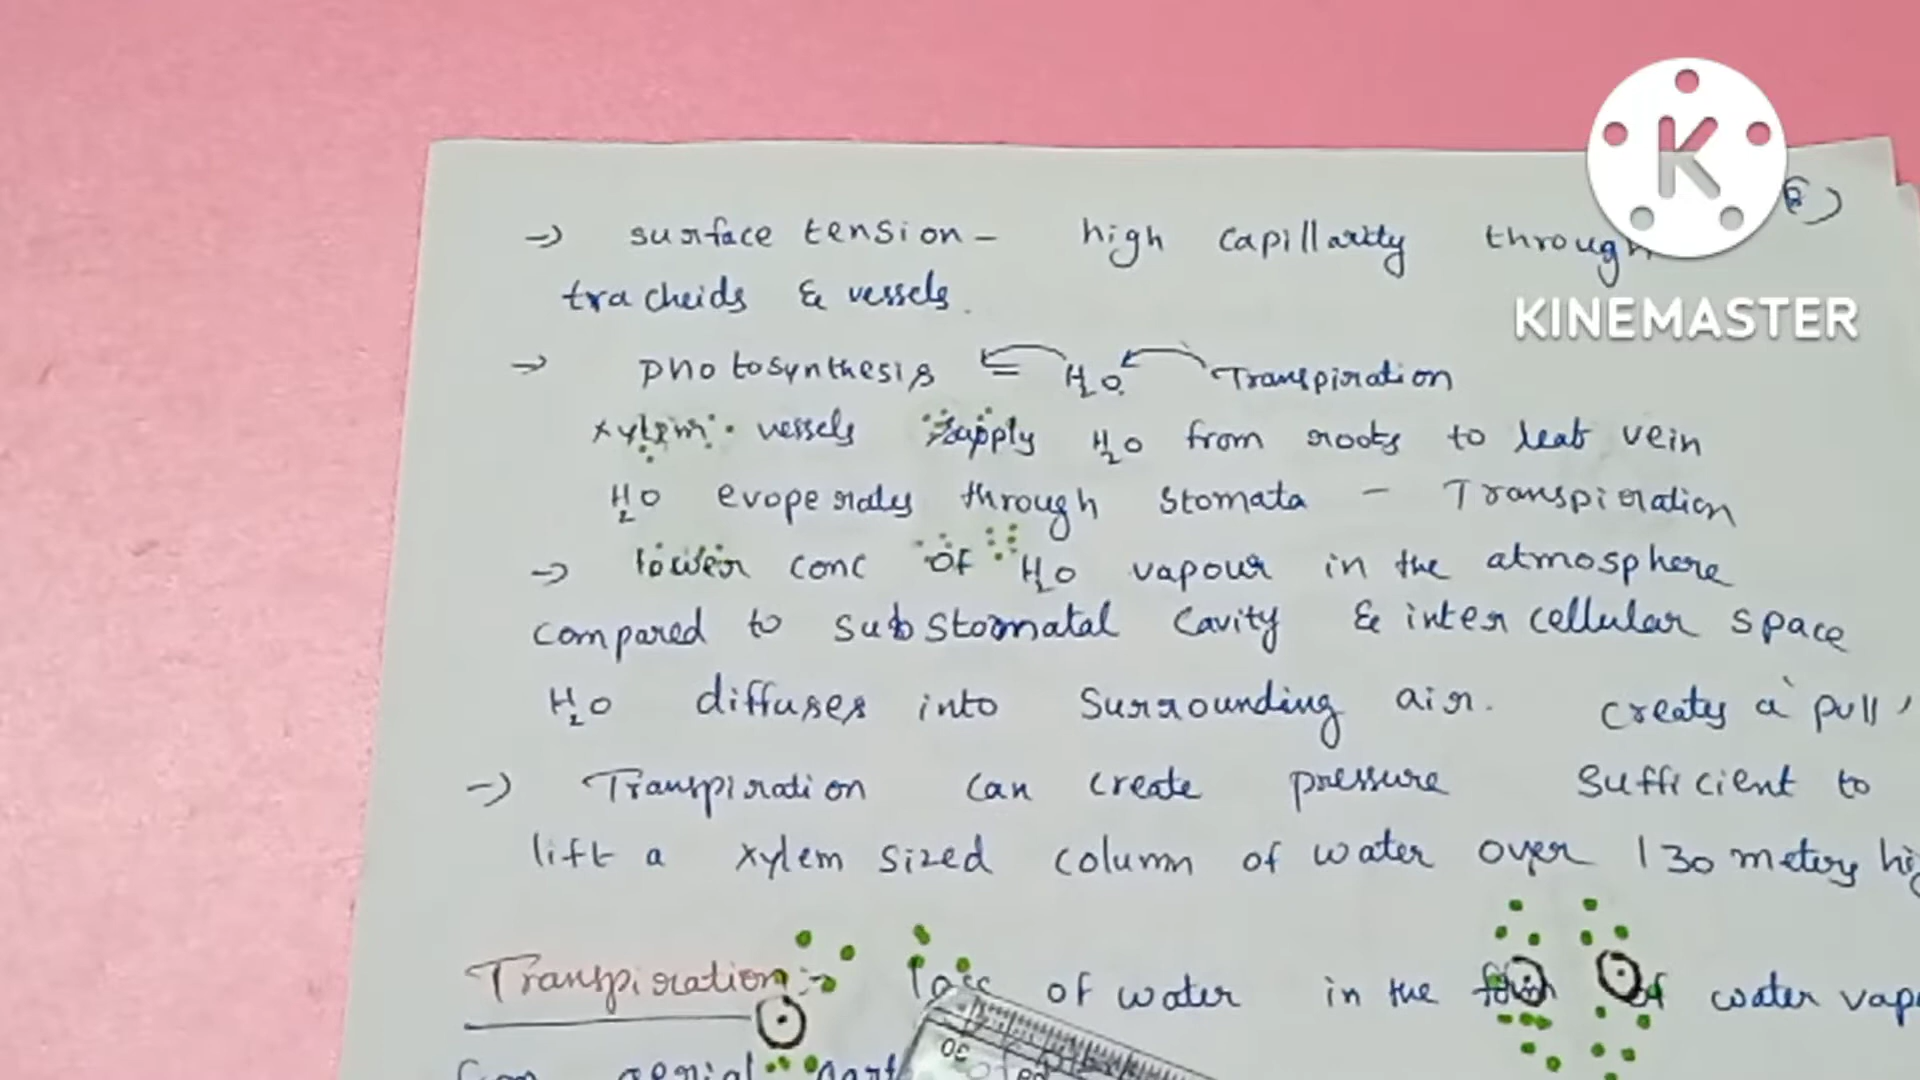 → surface tension – high capillarity through
tracheids & vessels.
→ photosynthesis ⇐ H₂O ← Transpiration
xylem vessels supply H₂O from roots to leaf vein
H₂O evoperates through stomata – Transpiration
→ lower conc of H₂O vapour in the atmosphere
compared to substomatal cavity & inter cellular space
H₂O diffuses into surrounding air. creates a 'pull'
→ Transpiration can create pressure sufficient to
lift a xylem sized column of water over 130 meters
Transpiration :→ loss of water in the form of water
aerial
K
KINEMASTER